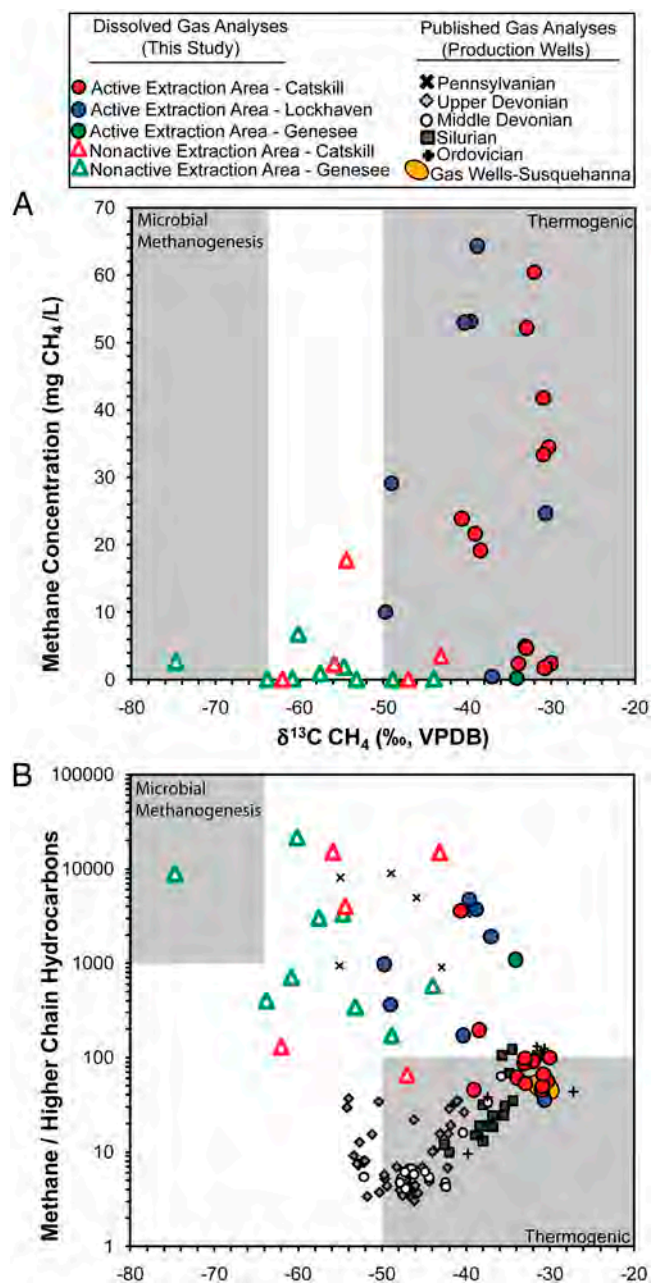 Dissolved Gas Analyses
(This Study)
Active Extraction Area - Catskill
Active Extraction Area - Lockhaven
Active Extraction Area - Genesee
Nonactive Extraction Area - Catskill
Nonactive Extraction Area - Genesee
Published Gas Analyses
(Production Wells)
Pennsylvanian
Upper Devonian
Middle Devonian
Silurian
Ordovician
Gas Wells-Susquehanna
A
Methane Concentration (mg CH₄/L)
70
60
50
40
30
20
10
0
Microbial
Methanogenesis
Thermogenic
-80 -70 -60 -50 -40 -30 -20
δ¹³C CH₄ (‰, VPDB)
B
Methane / Higher Chain Hydrocarbons
100000
10000
1000
100
10
1
Microbial
Methanogenesis
Thermogenic
-80 -70 -60 -50 -40 -30 -20